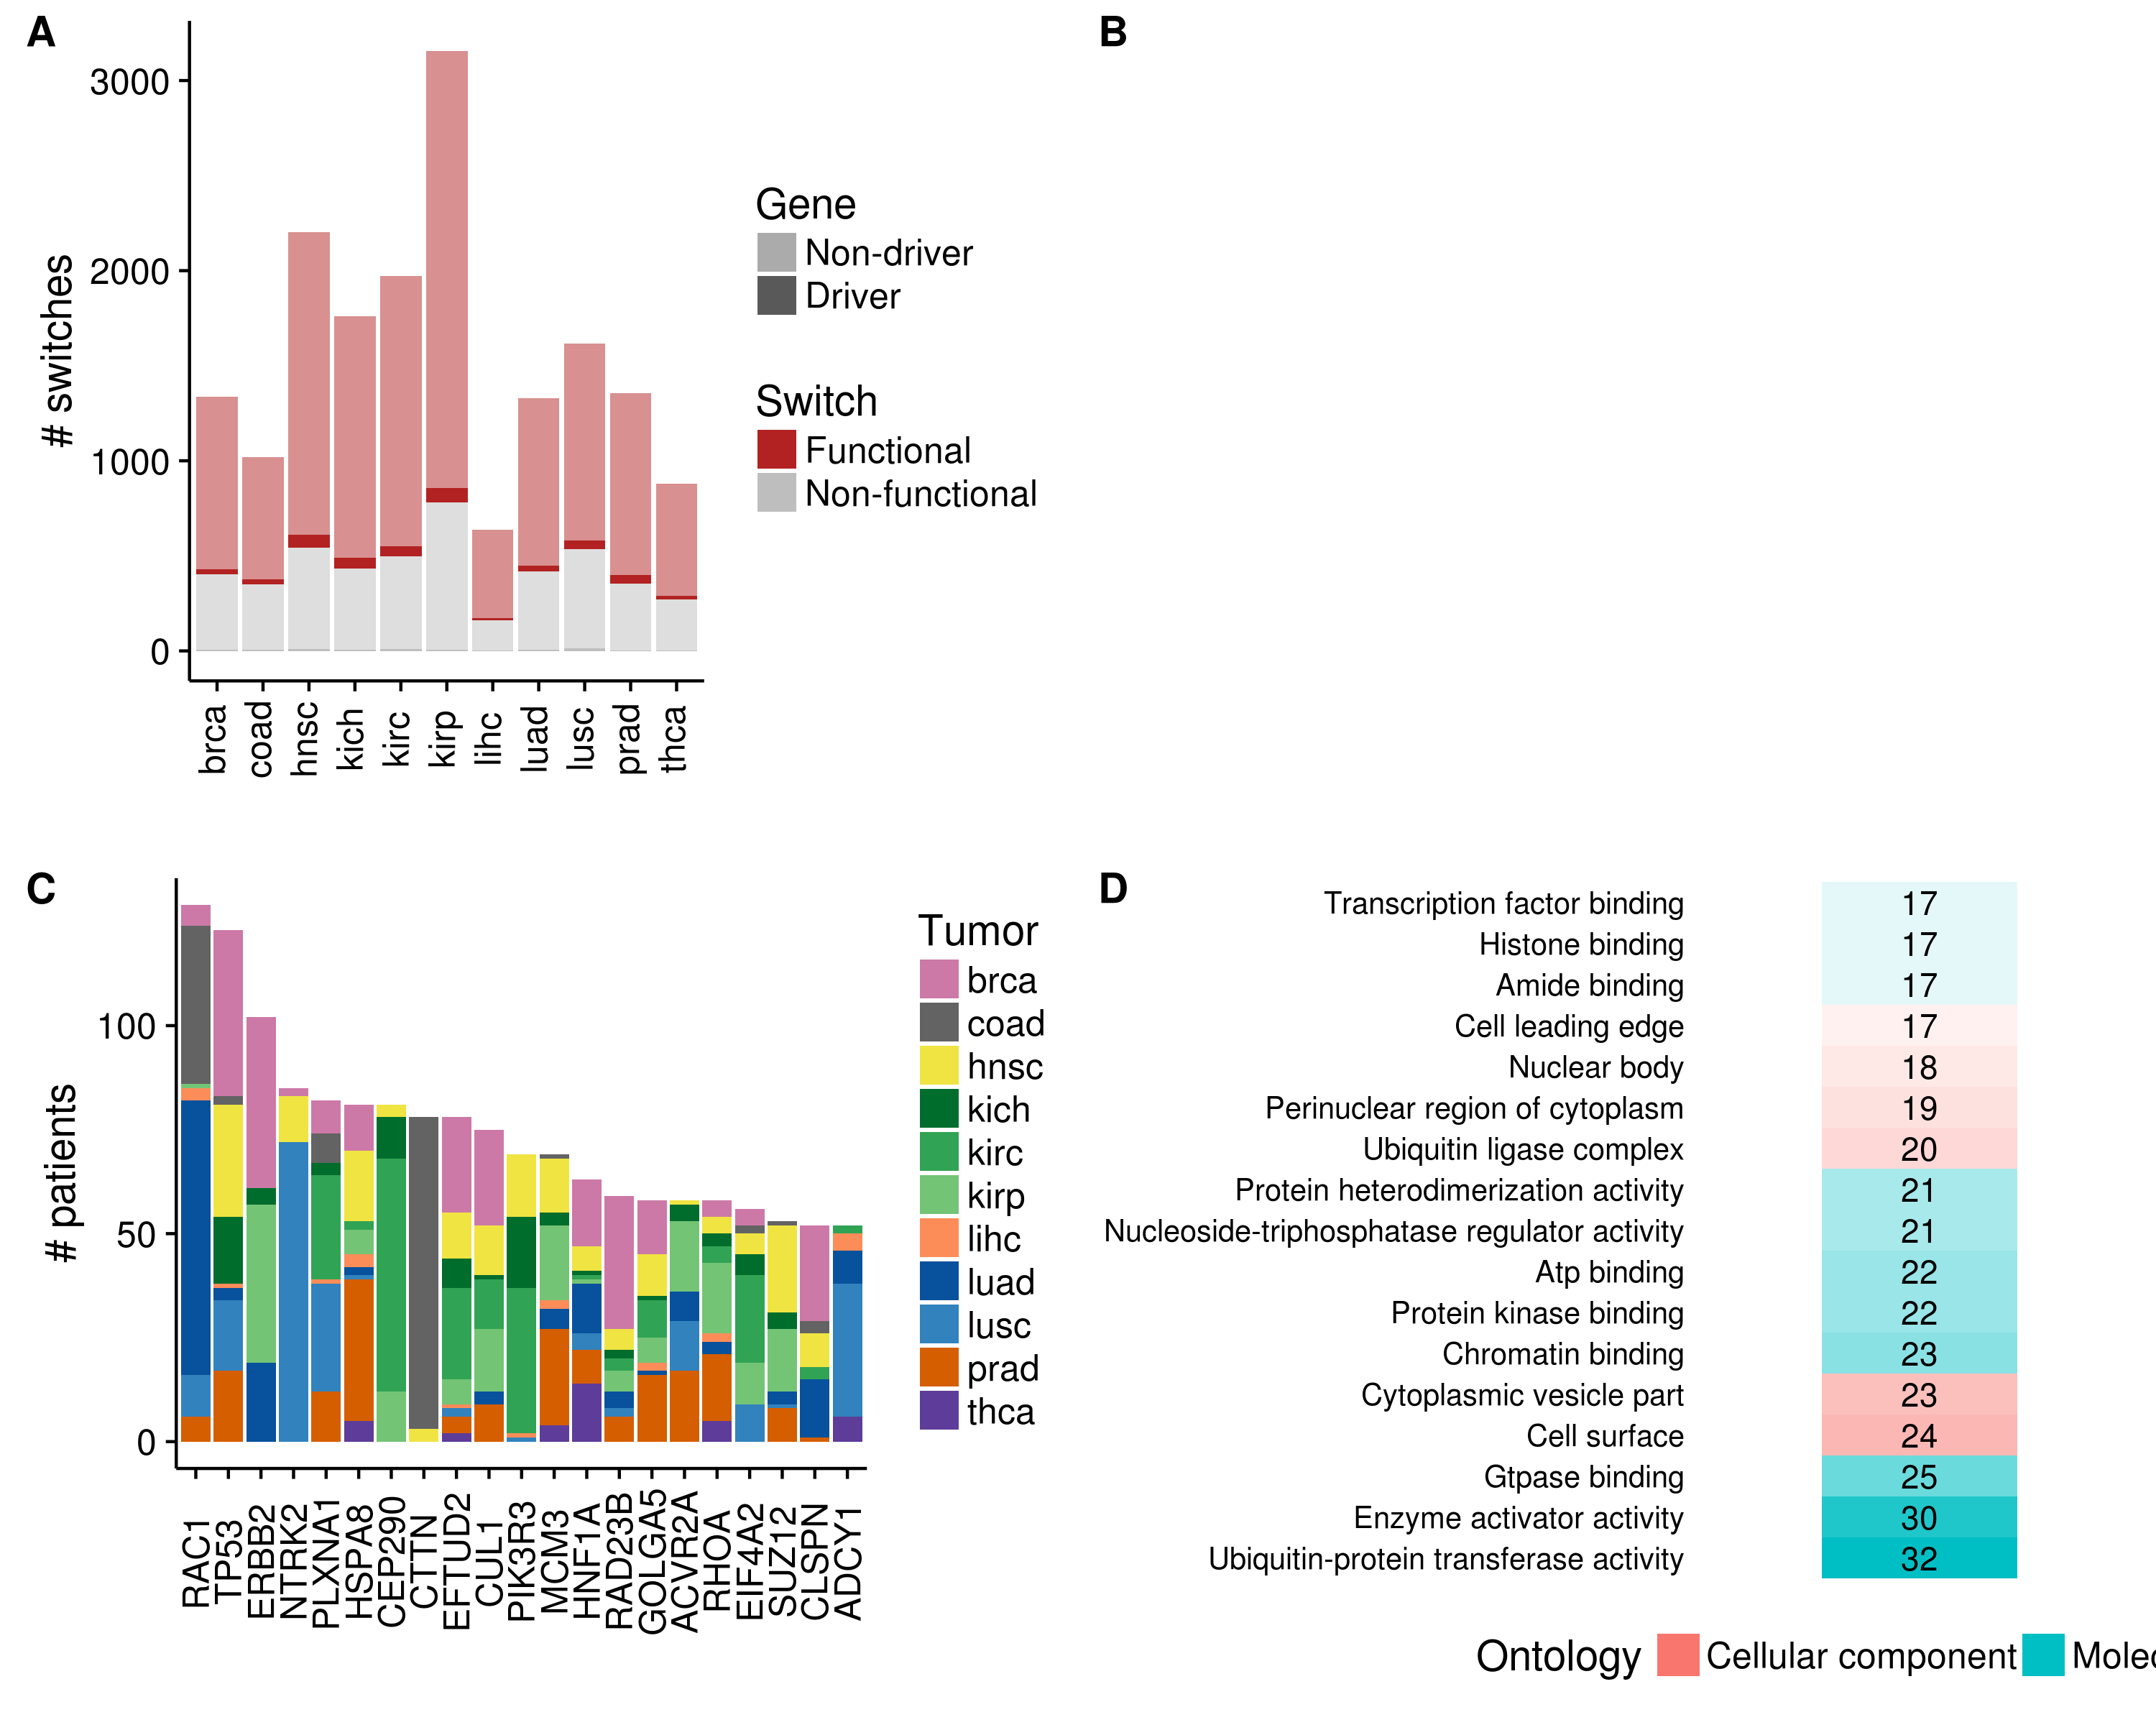 A
3000
2000
1000
0
# switches
brca
coad
hnsc
kich
kirc
kirp
lihc
luad
lusc
prad
thca
Gene
Non-driver
Driver
Switch
Functional
Non-functional
B
C
100
50
0
# patients
RAC1
TP53
ERBB2
NTRK2
PLXNA1
HSPA8
CEP290
CTTN
EFTUD2
CUL1
PIK3R3
MCM3
HNF1A
RAD23B
GOLGA5
ACVR2A
RHOA
EIF4A2
SUZ12
CLSPN
ADCY1
Tumor
brca
coad
hnsc
kich
kirc
kirp
lihc
luad
lusc
prad
thca
D
Transcription factor binding 17
Histone binding 17
Amide binding 17
Cell leading edge 17
Nuclear body 18
Perinuclear region of cytoplasm 19
Ubiquitin ligase complex 20
Protein heterodimerization activity 21
Nucleoside-triphosphatase regulator activity 21
Atp binding 22
Protein kinase binding 22
Chromatin binding 23
Cytoplasmic vesicle part 23
Cell surface 24
Gtpase binding 25
Enzyme activator activity 30
Ubiquitin-protein transferase activity 32
Ontology Cellular component